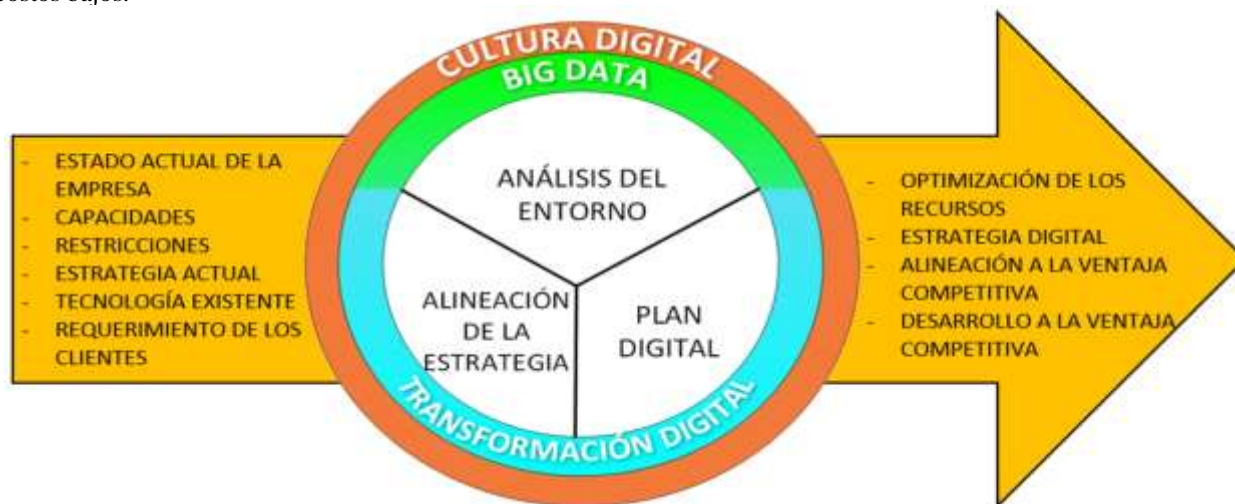 CULTURA DIGITAL
BIG DATA
- ESTADO ACTUAL DE LA
EMPRESA
- CAPACIDADES
- RESTRICCIONES
- ESTRATEGIA ACTUAL
- TECNOLOGÍA EXISTENTE
- REQUERIMIENTO DE LOS
CLIENTES
ANÁLISIS DEL
ENTORNO
ALINEACIÓN
DE LA
ESTRATEGIA
PLAN
DIGITAL
TRANSFORMACIÓN DIGITAL
- OPTIMIZACIÓN DE LOS
RECURSOS
- ESTRATEGIA DIGITAL
- ALINEACIÓN A LA VENTAJA
COMPETITIVA
- DESARROLLO A LA VENTAJA
COMPETITIVA